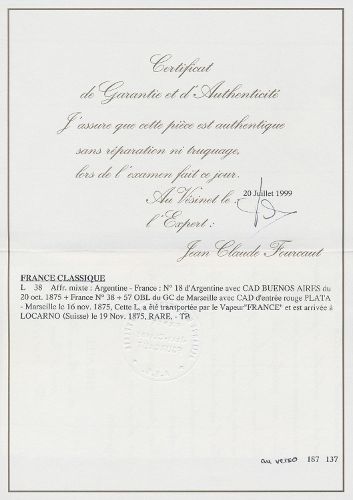 Certificat
de Garantie et d'Authenticité
J'assure que cette pièce est authentique
sans réparation ni truquage,
lors de l'examen fait ce jour.
Au Vésinet le : 20 Juillet 1999
l'Expert :
Jean Claude Fourcaut
FRANCE CLASSIQUE
L 38 Affr. mixte : Argentine - France : N° 18 d'Argentine avec CAD BUENOS AIRES du
20 oct. 1875 + France N° 38 + 57 OBL du GC de Marseille avec CAD d'entrée rouge PLATA
- Marseille le 16 nov. 1875, Cette L, a été transportée par le Vapeur "FRANCE" et est arrivée à
LOCARNO (Suisse) le 19 Nov. 1875, RARE, - TB
au verso 187 137